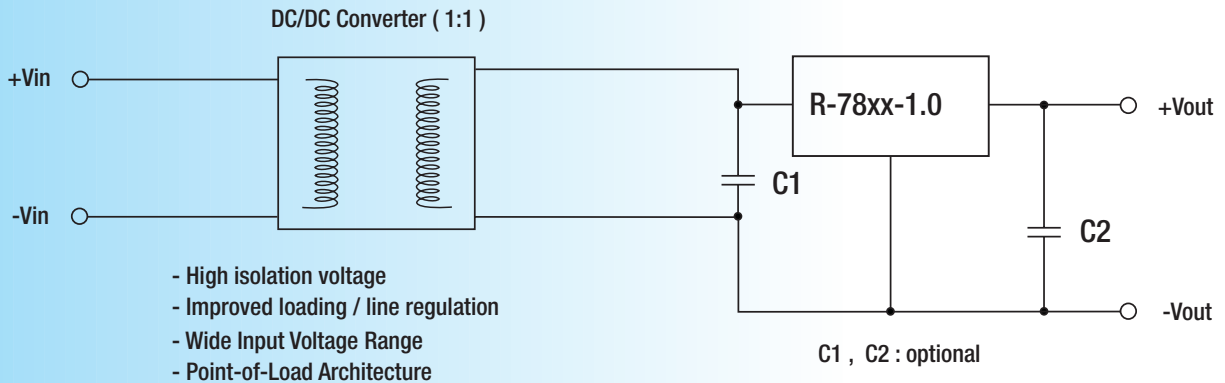 DC/DC Converter ( 1:1 )
+Vin
R-78xx-1.0
+Vout
C1
-Vin
C2
- High isolation voltage
- Improved loading / line regulation
- Wide Input Voltage Range
- Point-of-Load Architecture
-Vout
C1 , C2 : optional